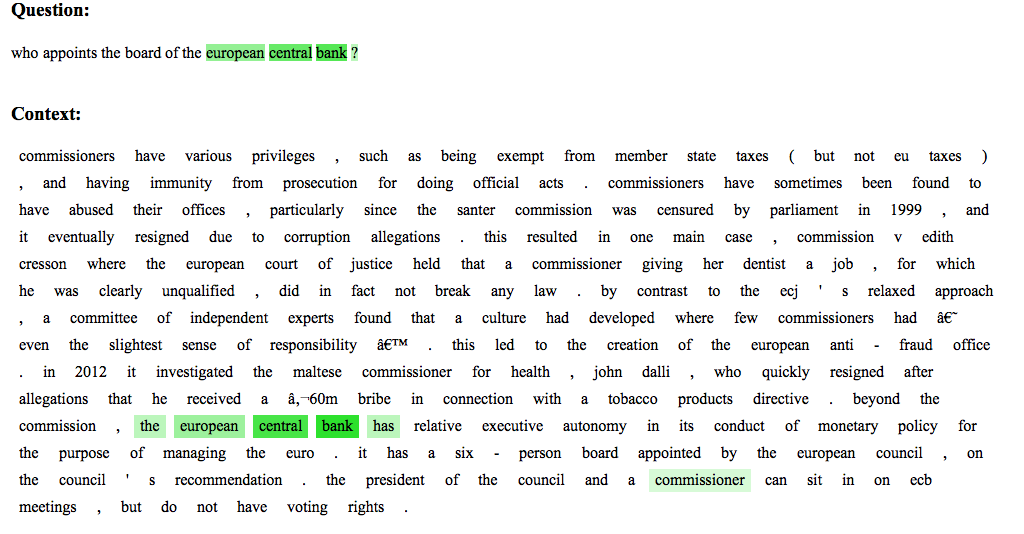 Question:
who appoints the board of the european central bank ?
Context:
commissioners have various privileges , such as being exempt from member state taxes ( but not eu taxes )
, and having immunity from prosecution for doing official acts . commissioners have sometimes been found to
have abused their offices , particularly since the santer commission was censured by parliament in 1999 , and
it eventually resigned due to corruption allegations . this resulted in one main case , commission v edith
cresson where the european court of justice held that a commissioner giving her dentist a job , for which
he was clearly unqualified , did in fact not break any law . by contrast to the ecj ' s relaxed approach
, a committee of independent experts found that a culture had developed where few commissioners had â€˜
even the slightest sense of responsibility â€™ . this led to the creation of the european anti - fraud office
. in 2012 it investigated the maltese commissioner for health , john dalli , who quickly resigned after
allegations that he received a â‚¬60m bribe in connection with a tobacco products directive . beyond the
commission , the european central bank has relative executive autonomy in its conduct of monetary policy for
the purpose of managing the euro . it has a six - person board appointed by the european council , on
the council ' s recommendation . the president of the council and a commissioner can sit in on ecb
meetings , but do not have voting rights .